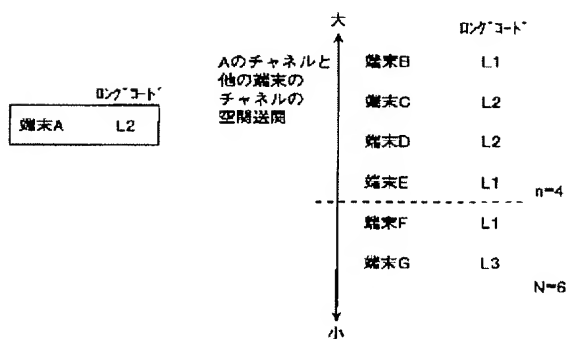 ロングコード
端末A L2
大
Aのチャネルと
他の端末の
チャネルの
空間送関
ロングコード
端末B L1
端末C L2
端末D L2
端末E L1
n=4
端末F L1
端末G L3
N=6
小